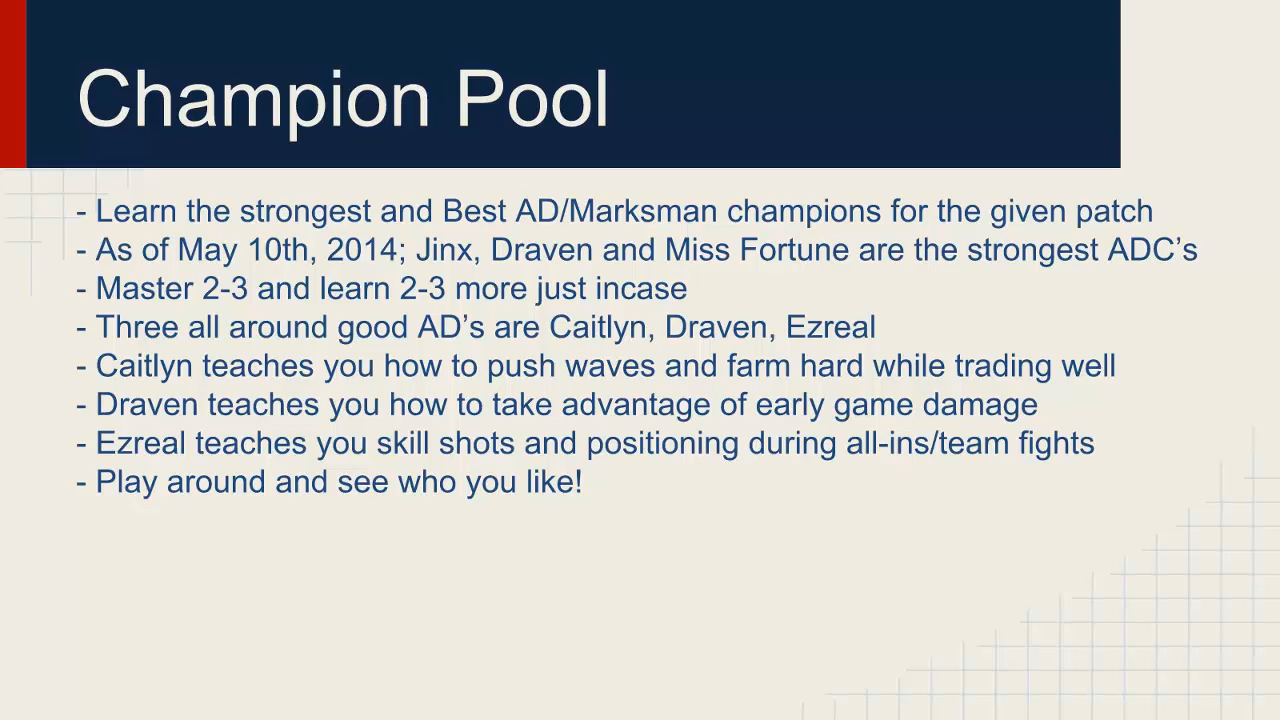 Champion Pool
- Learn the strongest and Best AD/Marksman champions for the given patch
- As of May 10th, 2014; Jinx, Draven and Miss Fortune are the strongest ADC’s
- Master 2-3 and learn 2-3 more just incase
- Three all around good AD’s are Caitlyn, Draven, Ezreal
- Caitlyn teaches you how to push waves and farm hard while trading well
- Draven teaches you how to take advantage of early game damage
- Ezreal teaches you skill shots and positioning during all-ins/team fights
- Play around and see who you like!